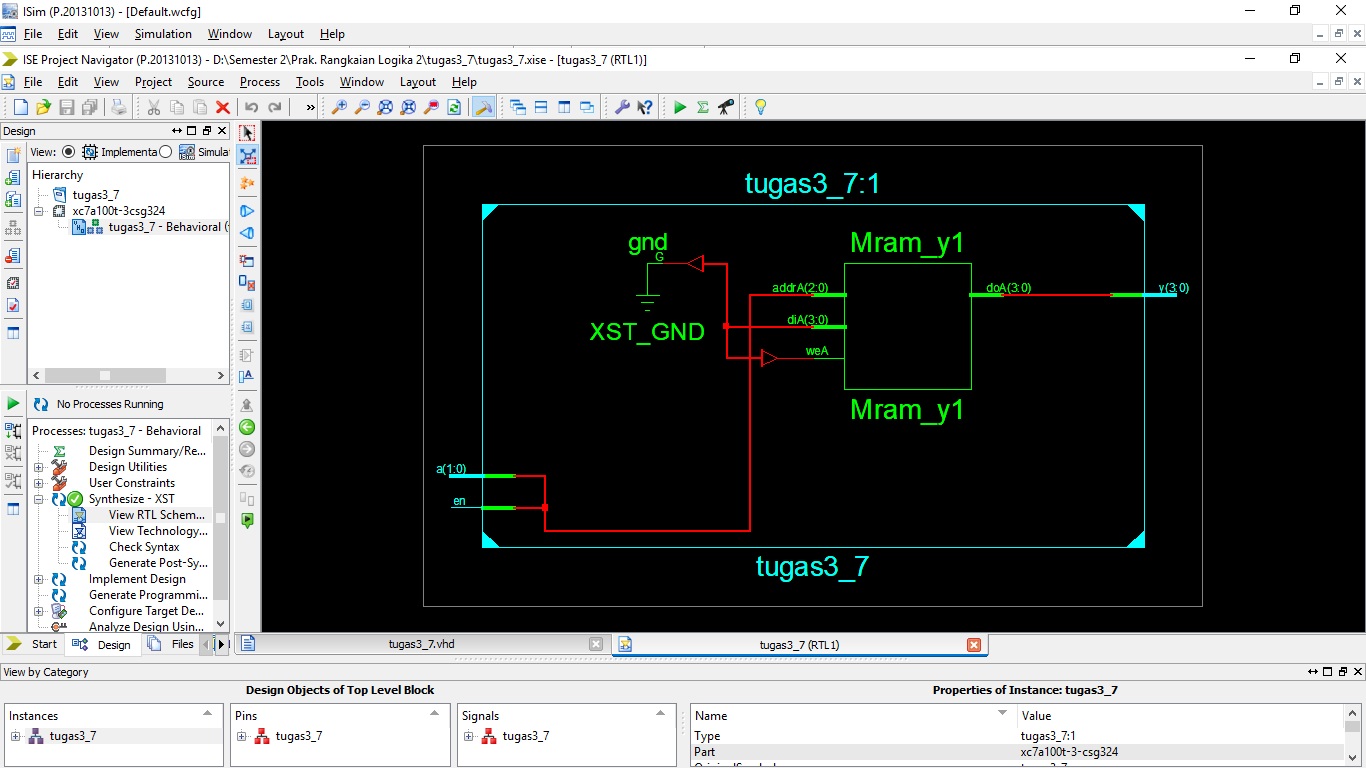 ISim (P.20131013) - [Default.wcfg]
File Edit View Simulation Window Layout Help
ISE Project Navigator (P.20131013) - D:\Semester 2\Prak. Rangkaian Logika 2\tugas3_7\tugas3_7.xise - [tugas3_7 (RTL1)]
File Edit View Project Source Process Tools Window Layout Help
Design
View: Implementa Simula
Hierarchy
tugas3_7
xc7a100t-3csg324
tugas3_7 - Behavioral (
No Processes Running
Processes: tugas3_7 - Behavioral
Design Summary/Re...
Design Utilities
User Constraints
Synthesize - XST
View RTL Schem...
View Technology...
Check Syntax
Generate Post-Sy...
Implement Design
Generate Programmi...
Configure Target De...
Analyze Design Usin...
Start Design Files
tugas3_7:1
gnd
G
XST_GND
Mram_y1
addrA(2:0)
diA(3:0)
weA
doA(3:0)
y(3:0)
Mram_y1
a(1:0)
en
tugas3_7
tugas3_7.vhd
tugas3_7 (RTL1)
View by Category
Design Objects of Top Level Block
Properties of Instance: tugas3_7
Instances
tugas3_7
Pins
tugas3_7
Signals
tugas3_7
Name Value
Type tugas3_7:1
Part xc7a100t-3-csg324